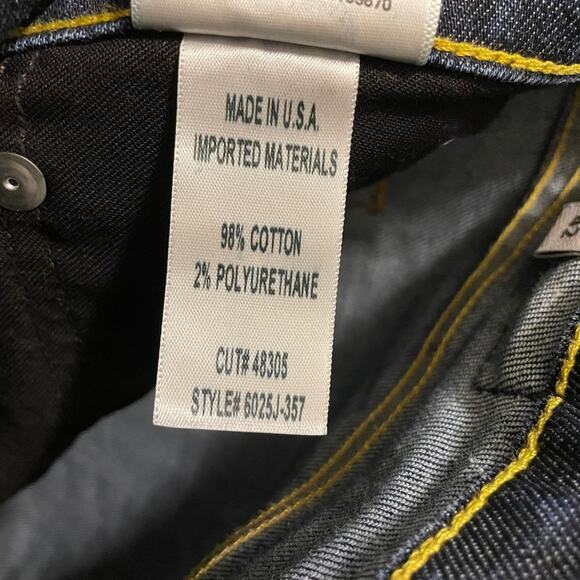 MADE IN U.S.A.
IMPORTED MATERIALS
98% COTTON
2% POLYURETHANE
CUT# 48305
STYLE# 6025J-357